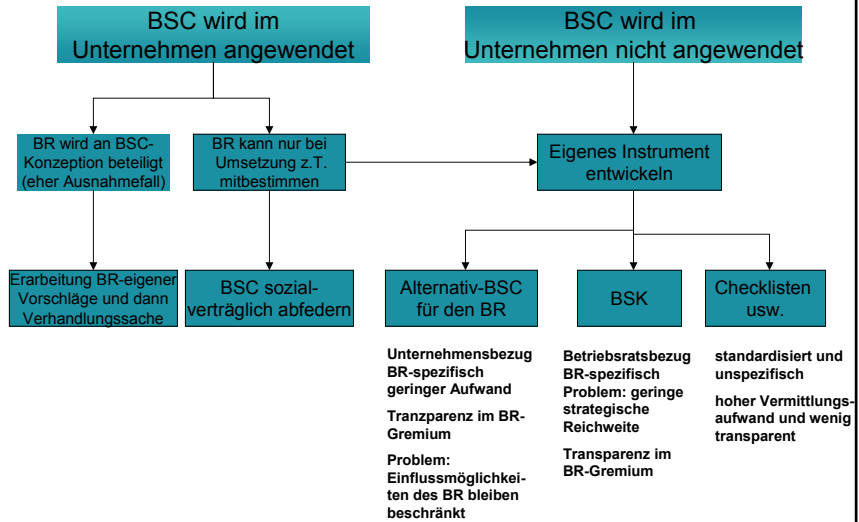 BSC wird im
Unternehmen angewendet
BSC wird im
Unternehmen nicht angewendet
BR wird an BSC-
Konzeption beteiligt
(eher Ausnahmefall)
BR kann nur bei
Umsetzung z.T.
mitbestimmen
Eigenes Instrument
entwickeln
Erarbeitung BR-eigener
Vorschläge und dann
Verhandlungssache
BSC sozial-
verträglich abfedern
Alternativ-BSC
für den BR
BSK
Checklisten
usw.
Unternehmensbezug
BR-spezifisch
geringer Aufwand
Tranzparenz im BR-
Gremium
Problem:
Einflussmöglichkei-
ten des BR bleiben
beschränkt
Betriebsratsbezug
BR-spezifisch
Problem: geringe
strategische
Reichweite
Transparenz im
BR-Gremium
standardisiert und
unspezifisch
hoher Vermittlungs-
aufwand und wenig
transparent